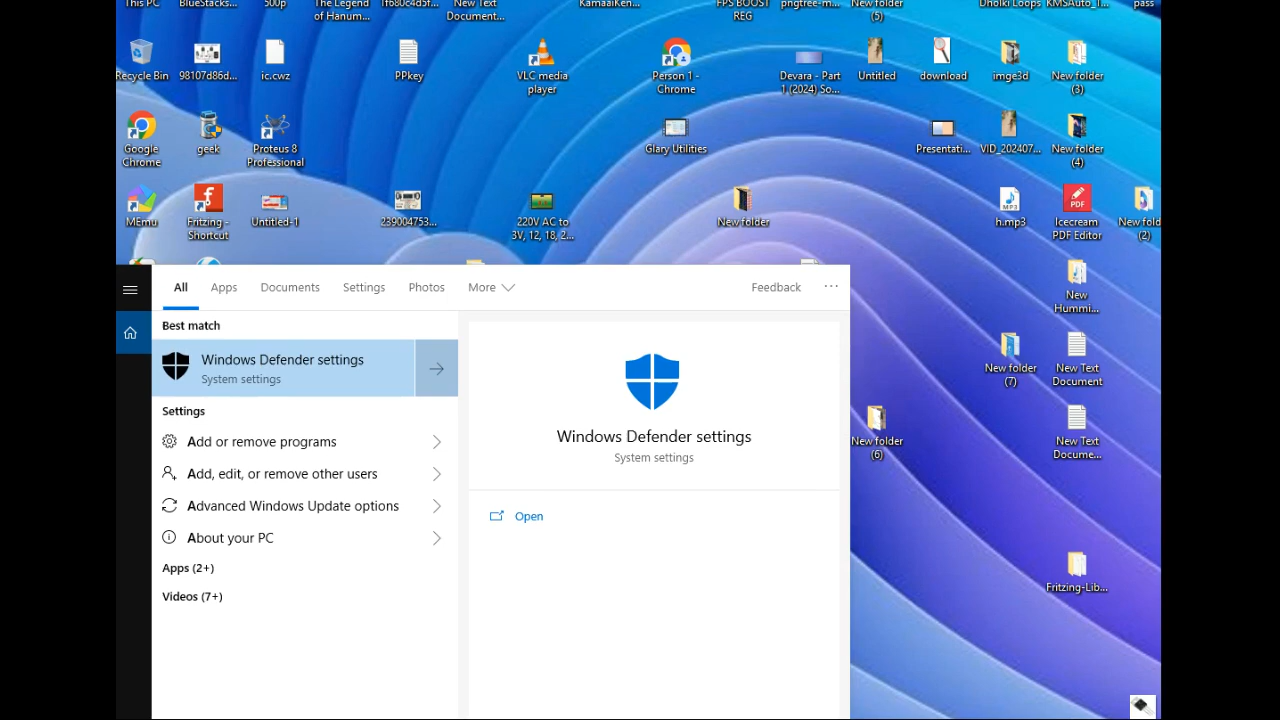 This PC
BlueStacks...
500p
The Legend
of Hanum...
1f680c4d5f...
New Text
Document...
KamaaiKen...
FPS BOOST
REG
pngtree-m...
New folder
(5)
Dholki Loops
KMSAuto_1...
pass
Recycle Bin
98107d86d...
ic.cwz
PPkey
VLC media
player
Person 1 -
Chrome
Devara - Part
1 (2024) So...
Untitled
download
imge3d
New folder
(3)
Google
Chrome
geek
Proteus 8
Professional
Glary Utilities
Presentati...
VID_202407...
New folder
(4)
MEmu
Fritzing -
Shortcut
Untitled-1
239004753...
220V AC to
3V, 12, 18, 2...
New folder
h.mp3
Icecream
PDF Editor
New fold
(2)
All
Apps
Documents
Settings
Photos
More
Feedback
...
Best match
Windows Defender settings
System settings
Settings
Add or remove programs
Add, edit, or remove other users
Advanced Windows Update options
About your PC
Apps (2+)
Videos (7+)
Windows Defender settings
System settings
Open
New
Hummi...
New folder
(7)
New Text
Document
New folder
(6)
New Text
Docume...
Fritzing-Lib...